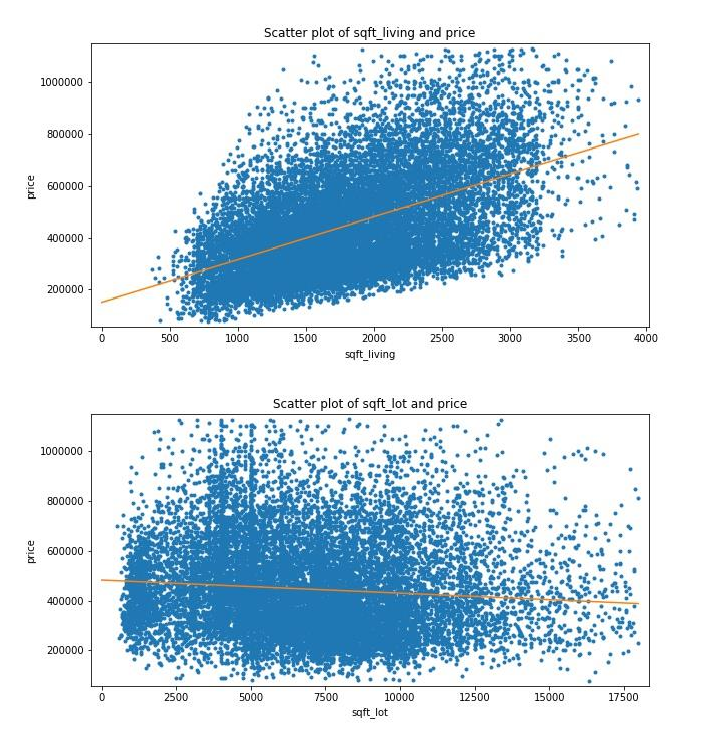 Scatter plot of sqft_living and price
1000000
800000
600000
400000
200000
price
0 500 1000 1500 2000 2500 3000 3500 4000
sqft_living
Scatter plot of sqft_lot and price
1000000
800000
600000
400000
200000
price
0 2500 5000 7500 10000 12500 15000 17500
sqft_lot